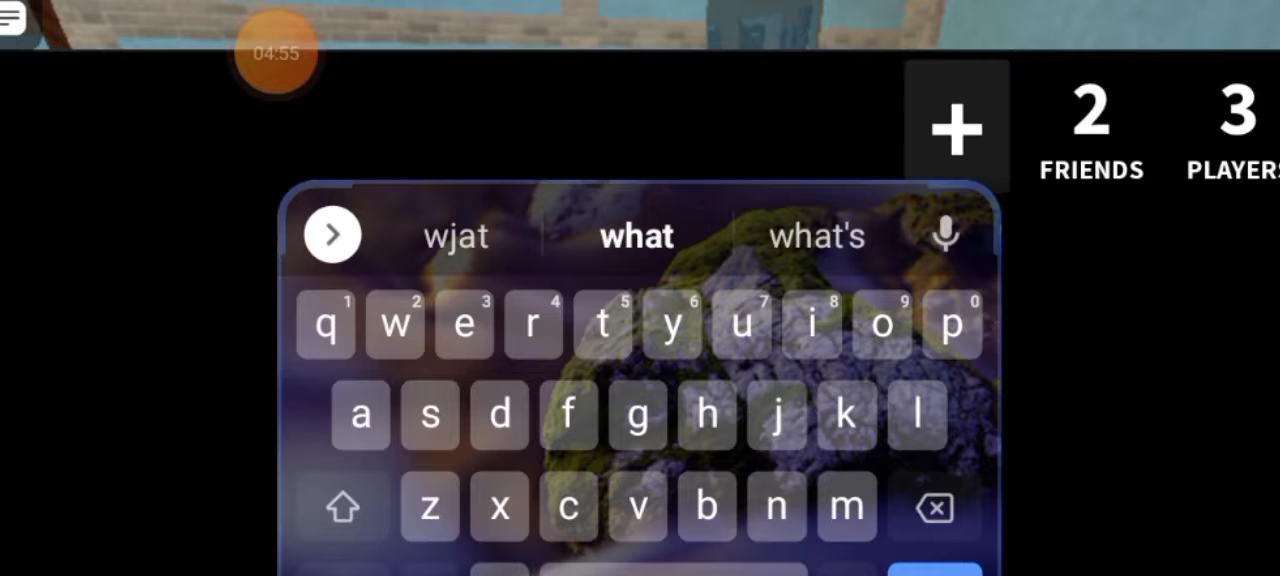 04:55
2 3
FRIENDS PLAYERS
wjat what what's
1 2 3 4 5 6 7 8 9 0
q w e r t y u i o p
a s d f g h j k l
z x c v b n m